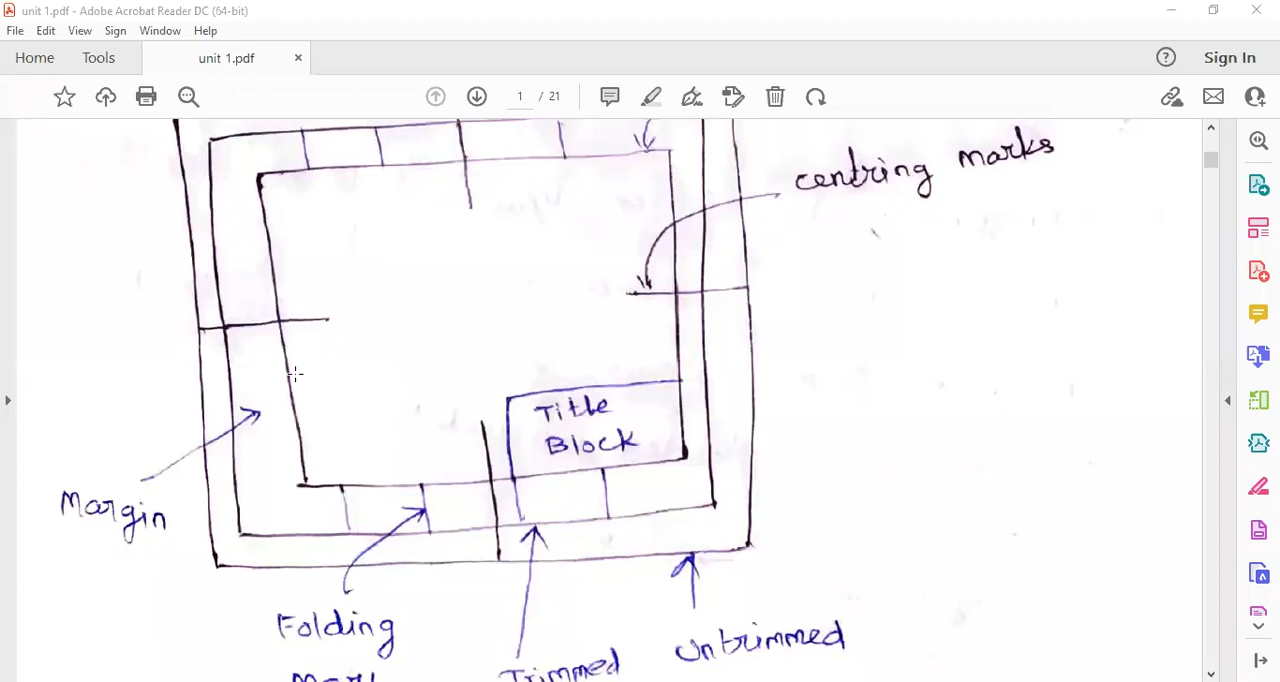 unit 1.pdf - Adobe Acrobat Reader DC (64-bit)
File Edit View Sign Window Help
Home Tools unit 1.pdf × Sign In
1 / 21
centring marks
Title
Block
Margin
Folding
Trimmed
Untrimmed